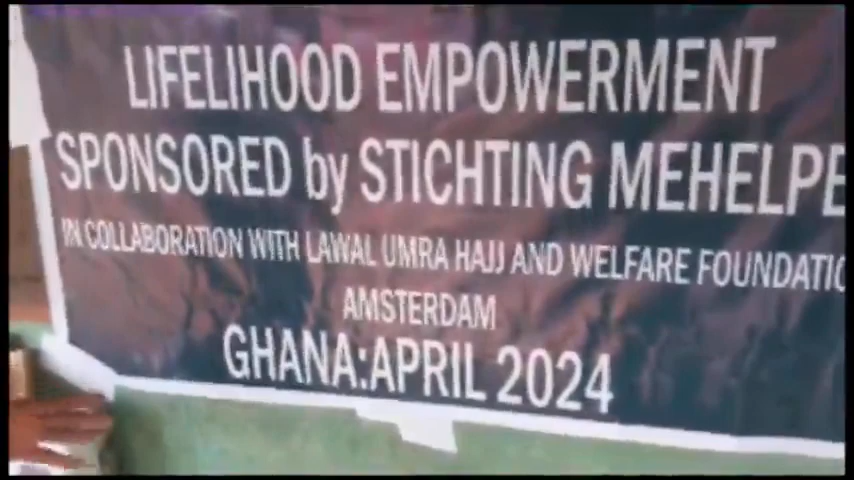 LIFELIHOOD EMPOWERMENT
SPONSORED by STICHTING MEHELPE
IN COLLABORATION WITH LAWAL UMRA HAJJ AND WELFARE FOUNDATIO
AMSTERDAM
GHANA:APRIL 2024